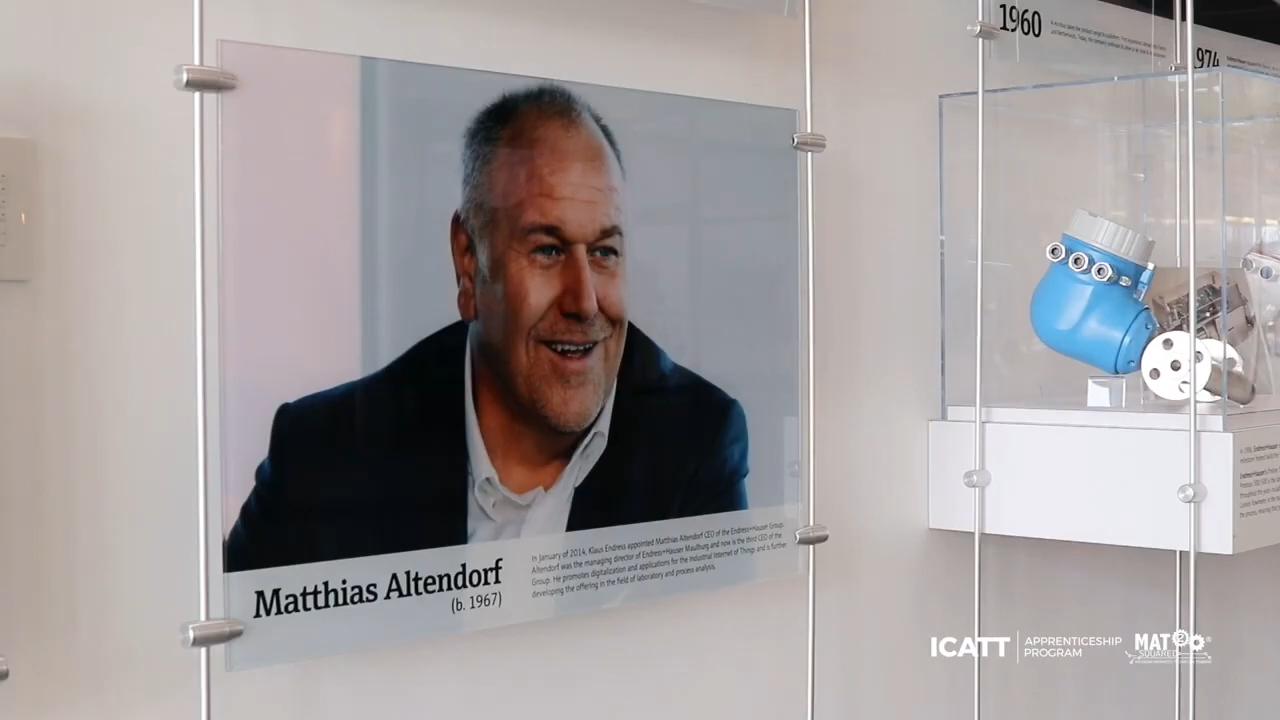 1960
974
Matthias Altendorf
(b. 1967)
In January of 2014, Klaus Endress appointed Matthias Altendorf CEO of the Endress+Hauser Group.
Altendorf was the managing director of Endress+Hauser Maulburg and now is the third CEO of the
Group. He promotes digitalization and applications for the Industrial Internet of Things and is further
developing the offering in the field of laboratory and process analysis.
ICATT
APPRENTICESHIP
PROGRAM
MAT
SQUARED